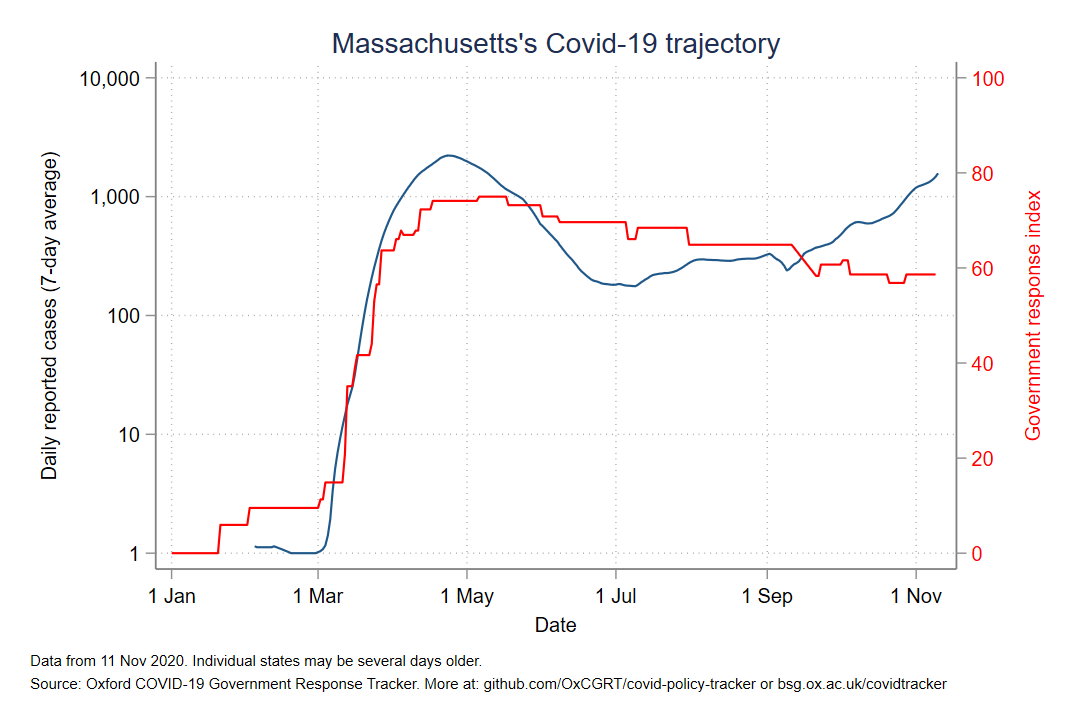 Massachusetts's Covid-19 trajectory
Daily reported cases (7-day average)
10,000
1,000
100
10
1
100
80
60
40
20
0
Government response index
1 Jan
1 Mar
1 May
1 Jul
1 Sep
1 Nov
Date
Data from 11 Nov 2020. Individual states may be several days older.
Source: Oxford COVID-19 Government Response Tracker. More at: github.com/OxCGRT/covid-policy-tracker or bsg.ox.ac.uk/covidtracker